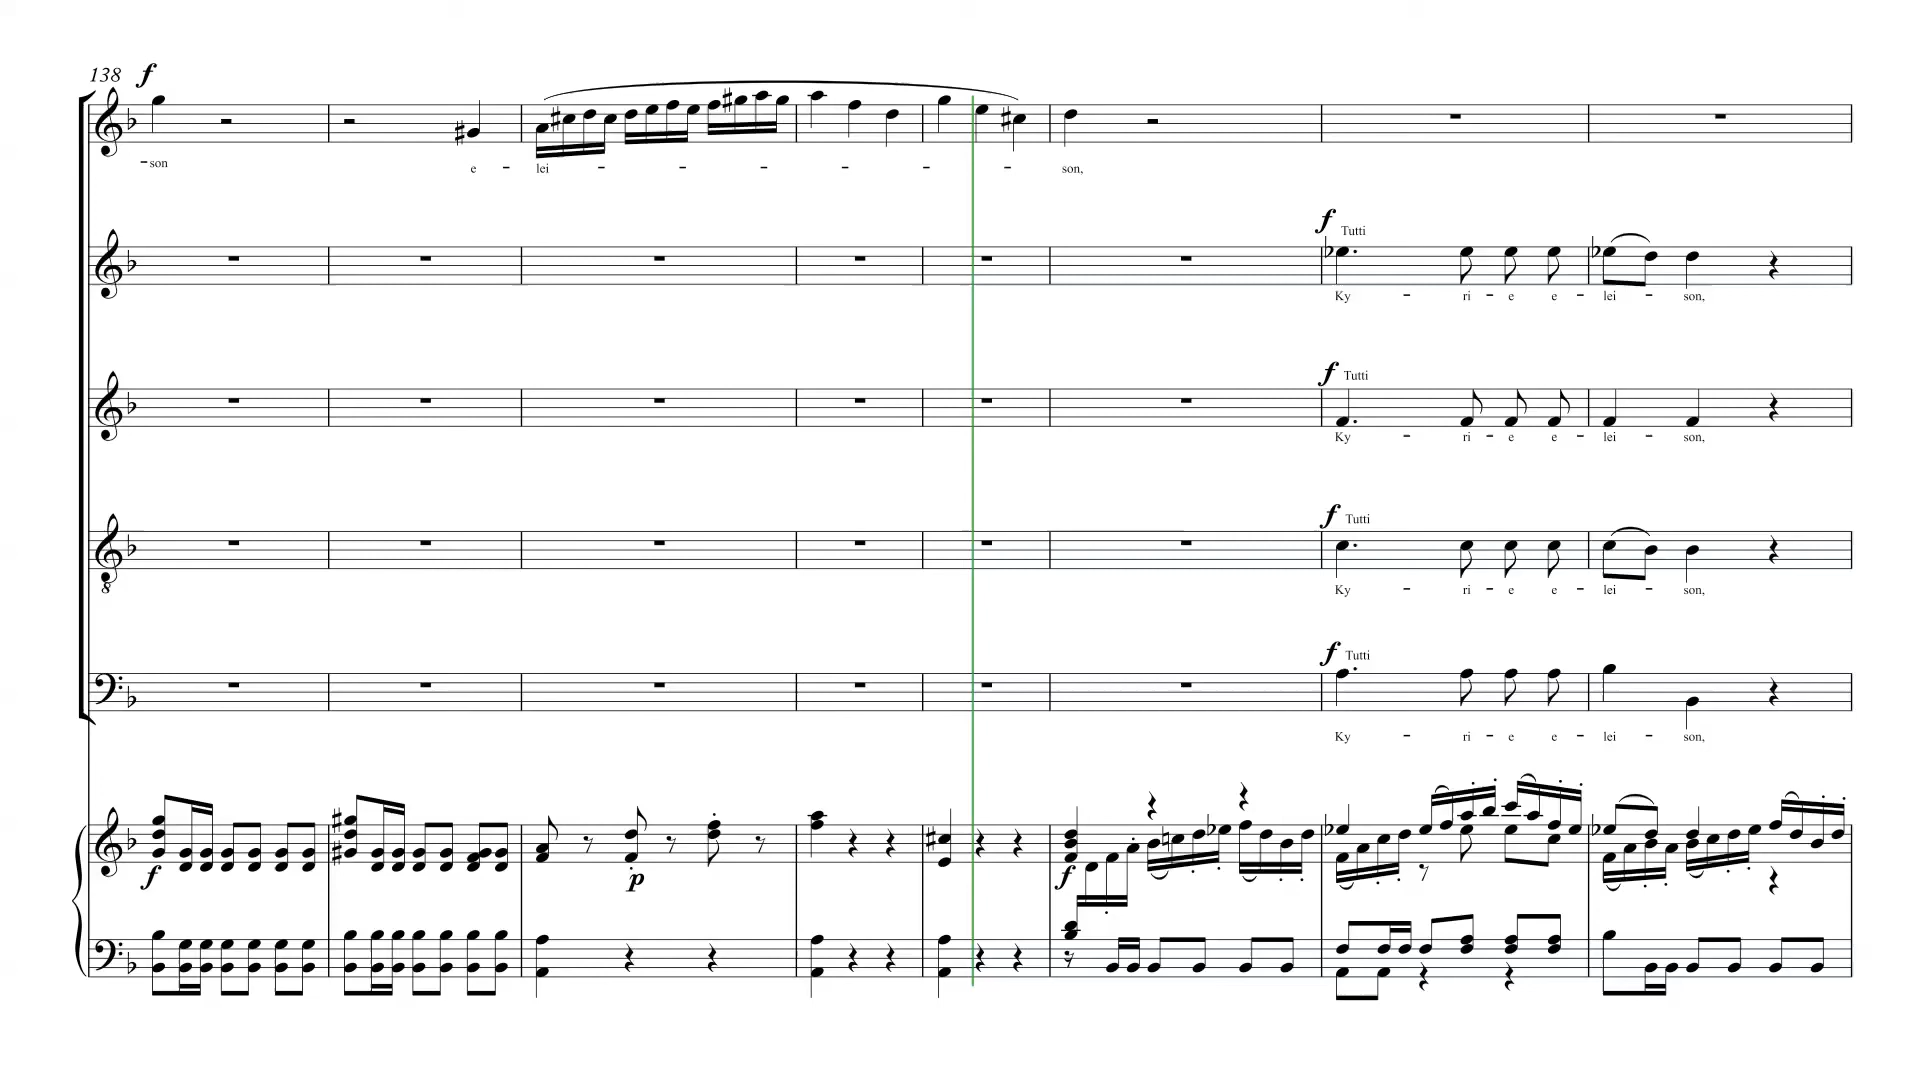 138 f
- son e - lei - - - - - - son,
f Tutti
Ky - ri - e e - lei - son,
f Tutti
Ky - ri - e e - lei - son,
f Tutti
Ky - ri - e e - lei - son,
f Tutti
Ky - ri - e e - lei - son,
f p f